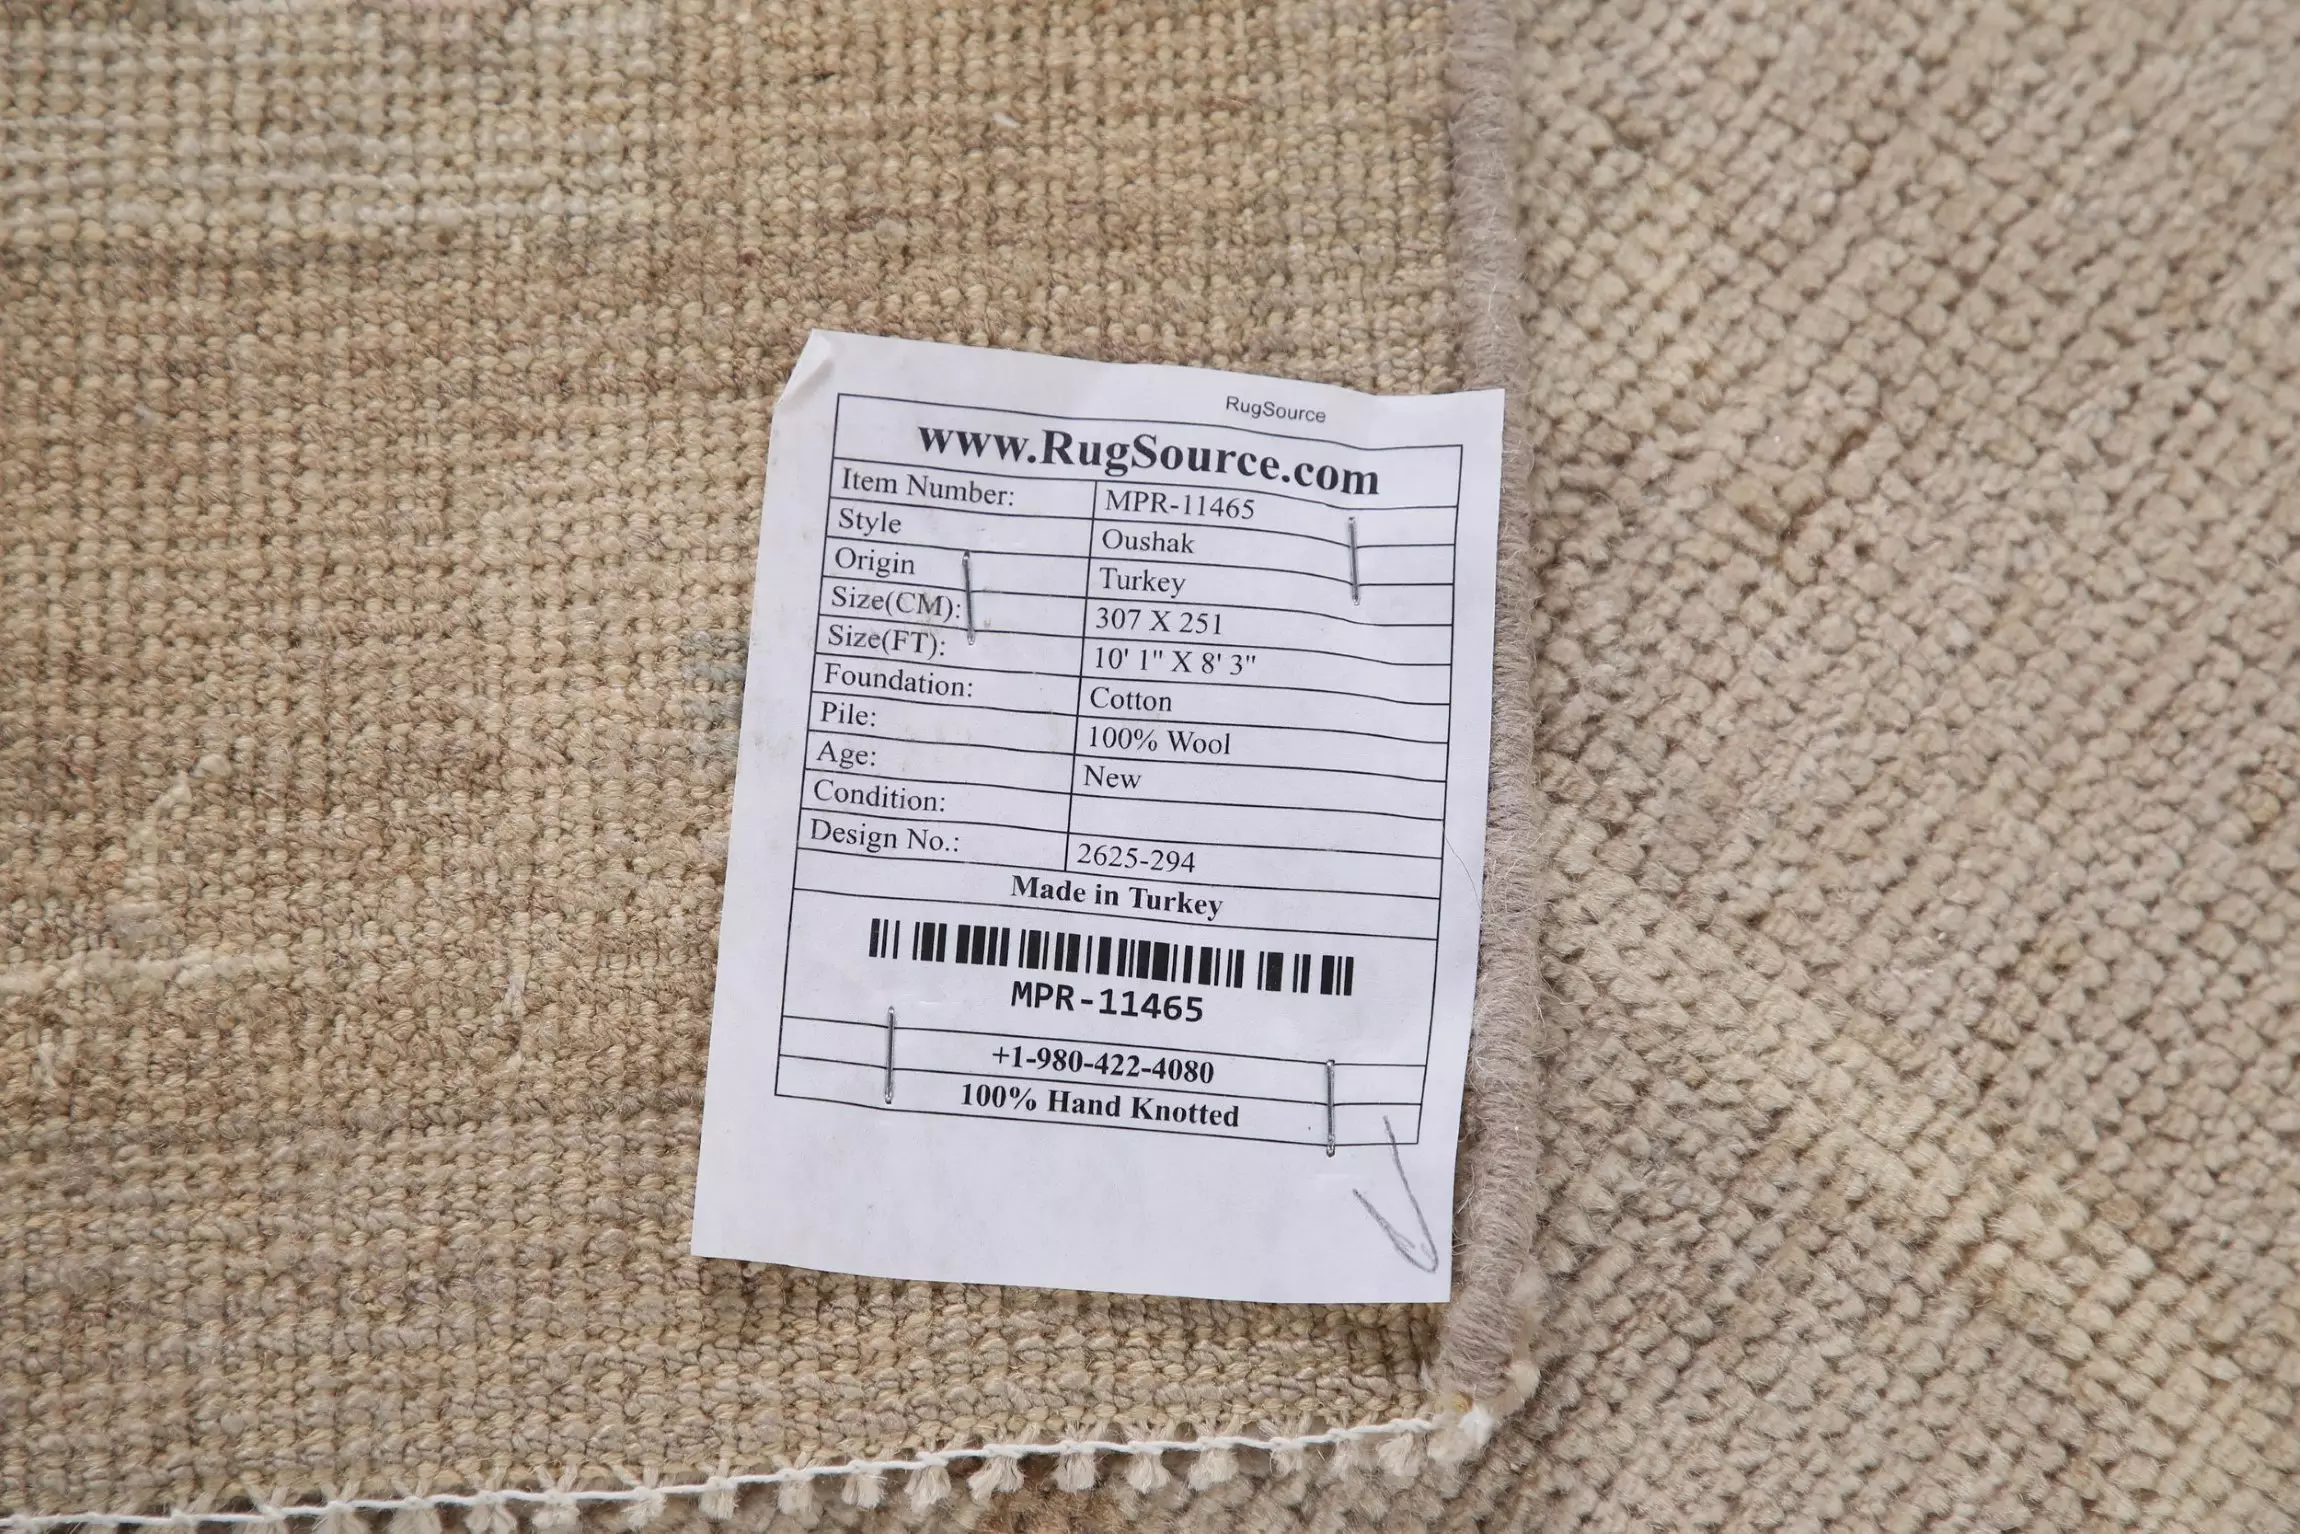 RugSource
www.RugSource.com
Item Number: MPR-11465
Style Oushak
Origin Turkey
Size(CM): 307 X 251
Size(FT): 10' 1" X 8' 3"
Foundation: Cotton
Pile: 100% Wool
Age: New
Condition:
Design No.: 2625-294
Made in Turkey
MPR-11465
+1-980-422-4080
100% Hand Knotted